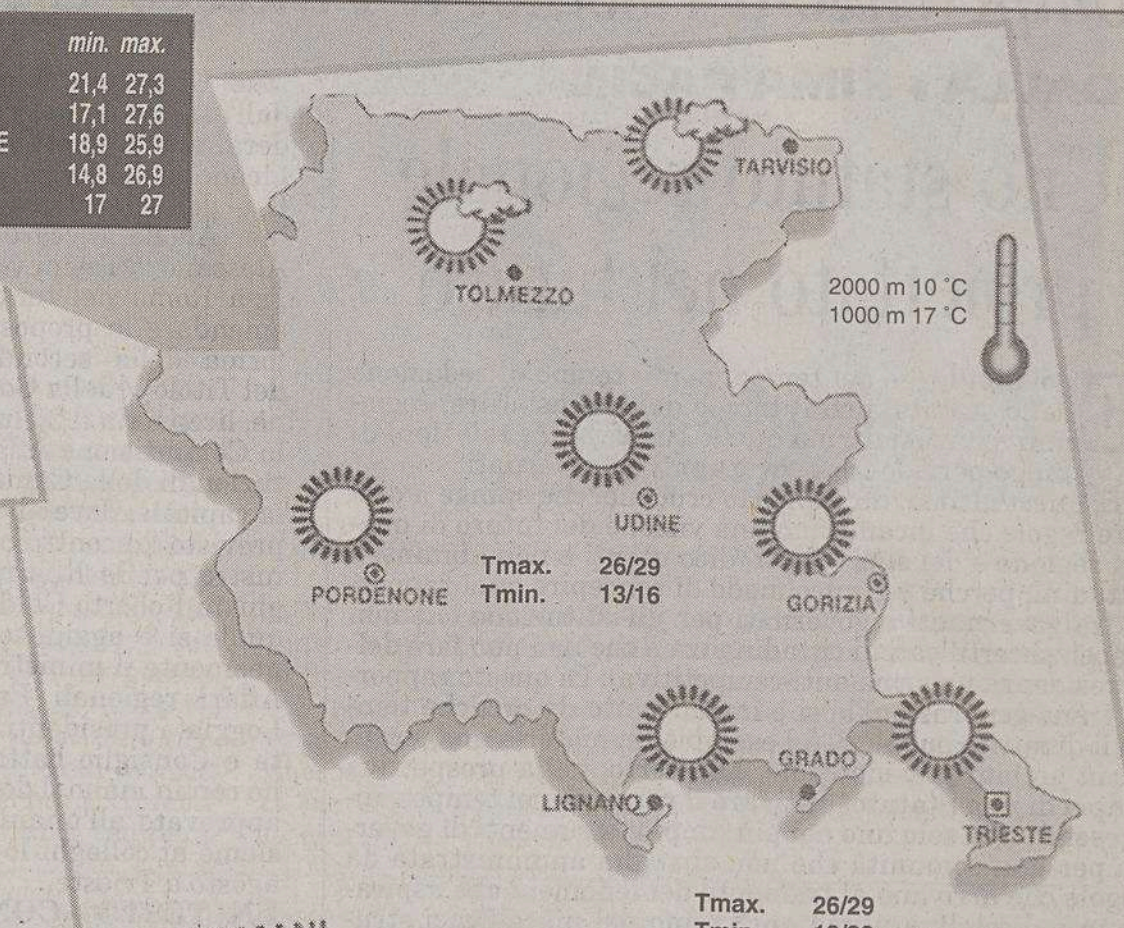 min. max.
21,4 27,3
17,1 27,6
E 18,9 25,9
14,8 26,9
17 27
TARVISIO
TOLMEZZO
2000 m 10 °C
1000 m 17 °C
UDINE
PORDENONE
Tmax. 26/29
Tmin. 13/16
GORIZIA
GRADO
LIGNANO
TRIESTE
Tmax. 26/29
Tmin.